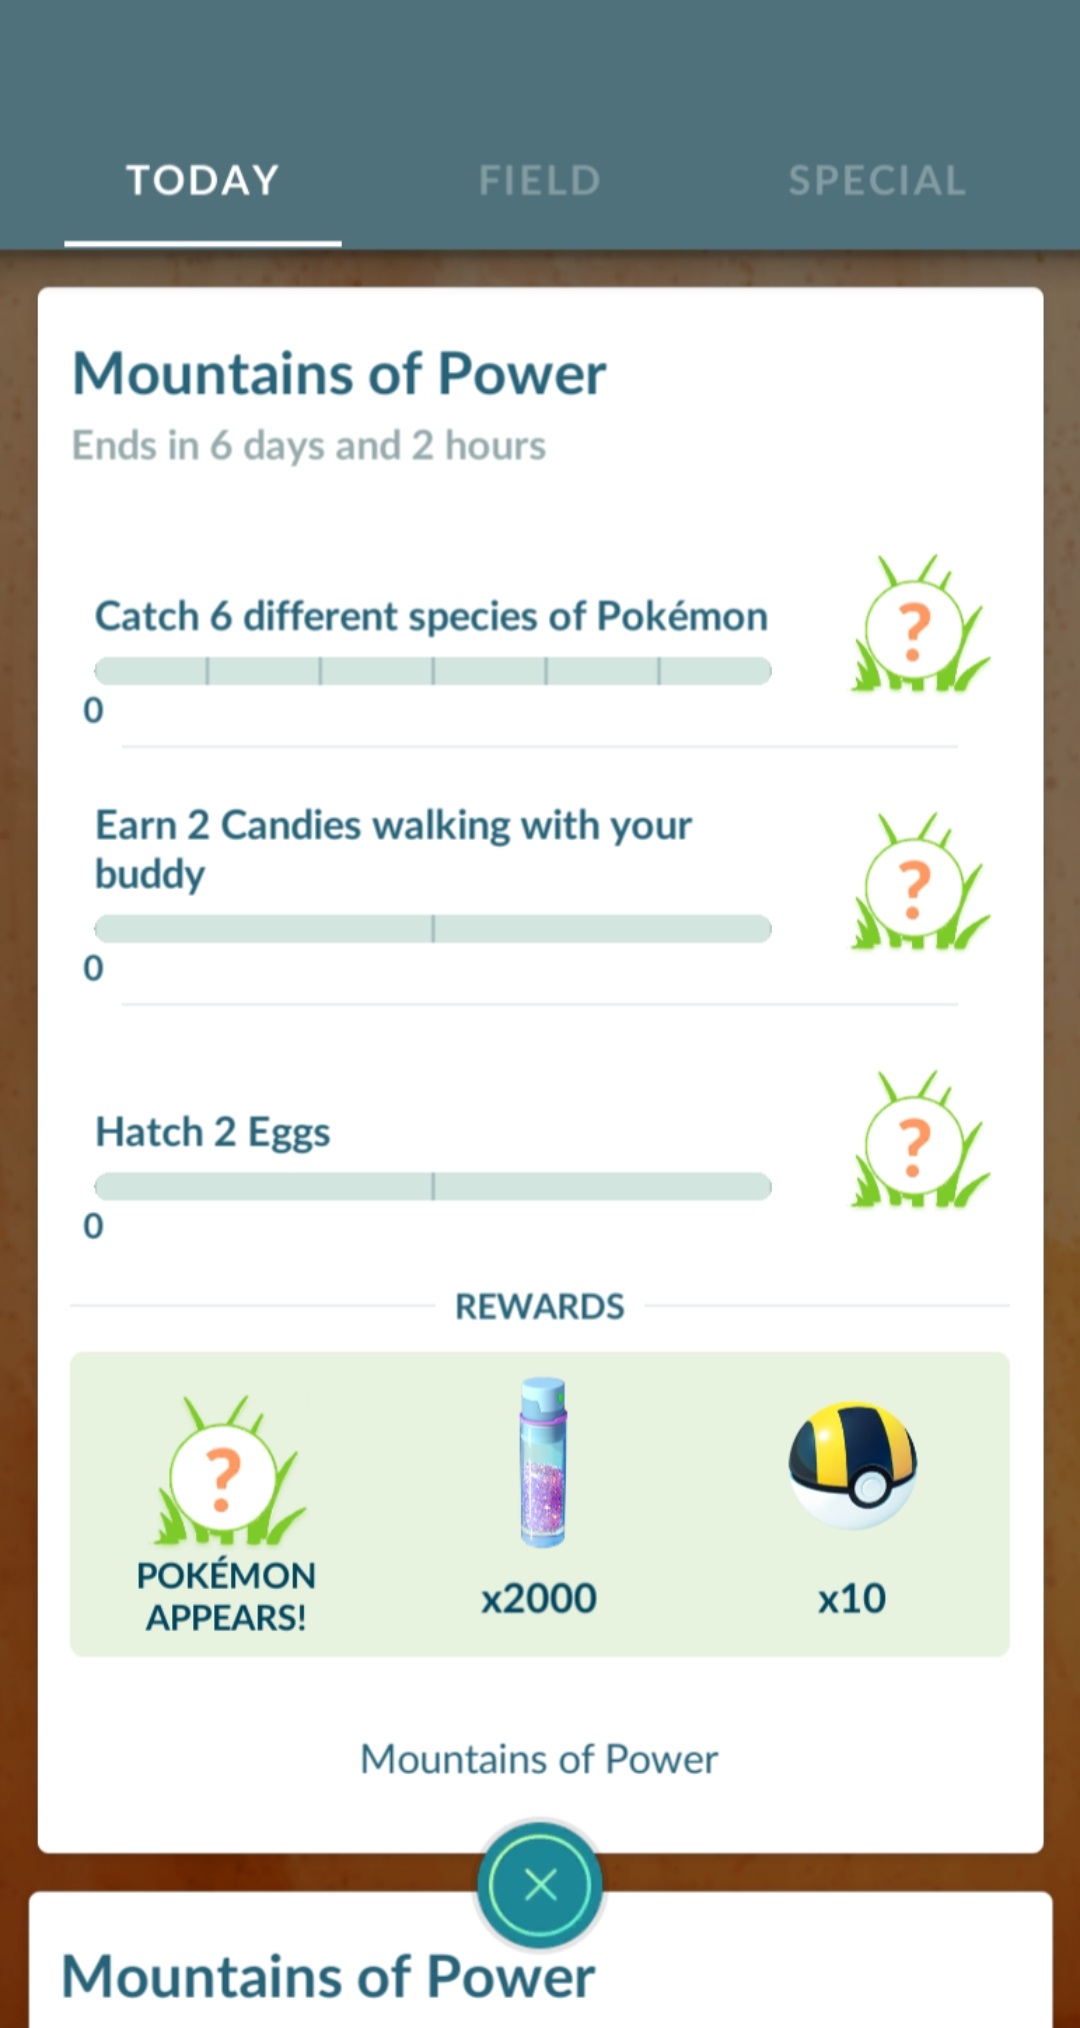 TODAY
FIELD
SPECIAL
Mountains of Power
Ends in 6 days and 2 hours
Catch 6 different species of Pokémon
?
0
Earn 2 Candies walking with your
buddy
?
0
Hatch 2 Eggs
?
0
REWARDS
?
POKÉMON
APPEARS!
x2000
x10
Mountains of Power
Mountains of Power